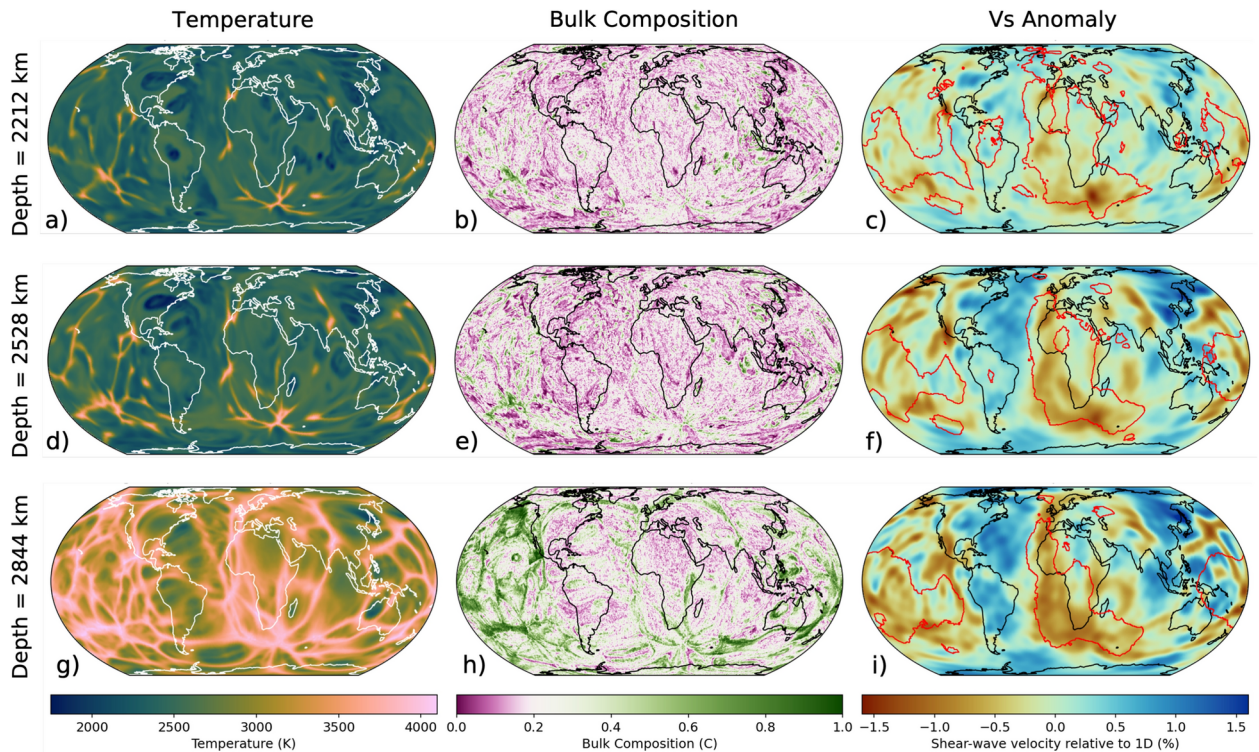 Temperature Bulk Composition Vs Anomaly
Depth = 2212 km
a) b) c)
Depth = 2528 km
d) e) f)
Depth = 2844 km
g) h) i)
2000 2500 3000 3500 4000 0.0 0.2 0.4 0.6 0.8 1.0 −1.5 −1.0 −0.5 0.0 0.5 1.0 1.5
Temperature (K) Bulk Composition (C) Shear-wave velocity relative to 1D (%)